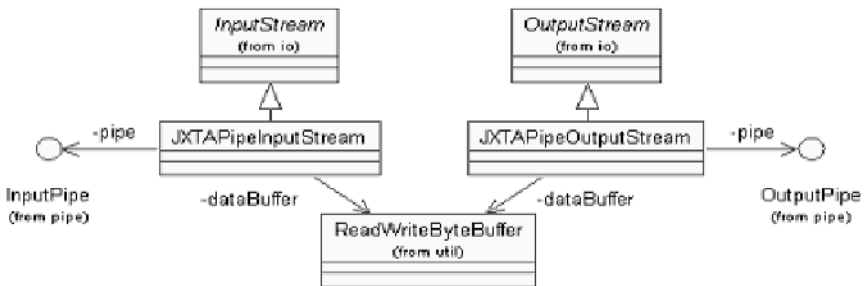 InputStream
(from io)
OutputStream
(from io)
-pipe
JXTAPipeInputStream
JXTAPipeOutputStream
-pipe
InputPipe
(from pipe)
-dataBuffer
-dataBuffer
OutputPipe
(from pipe)
ReadWriteByteBuffer
(from util)